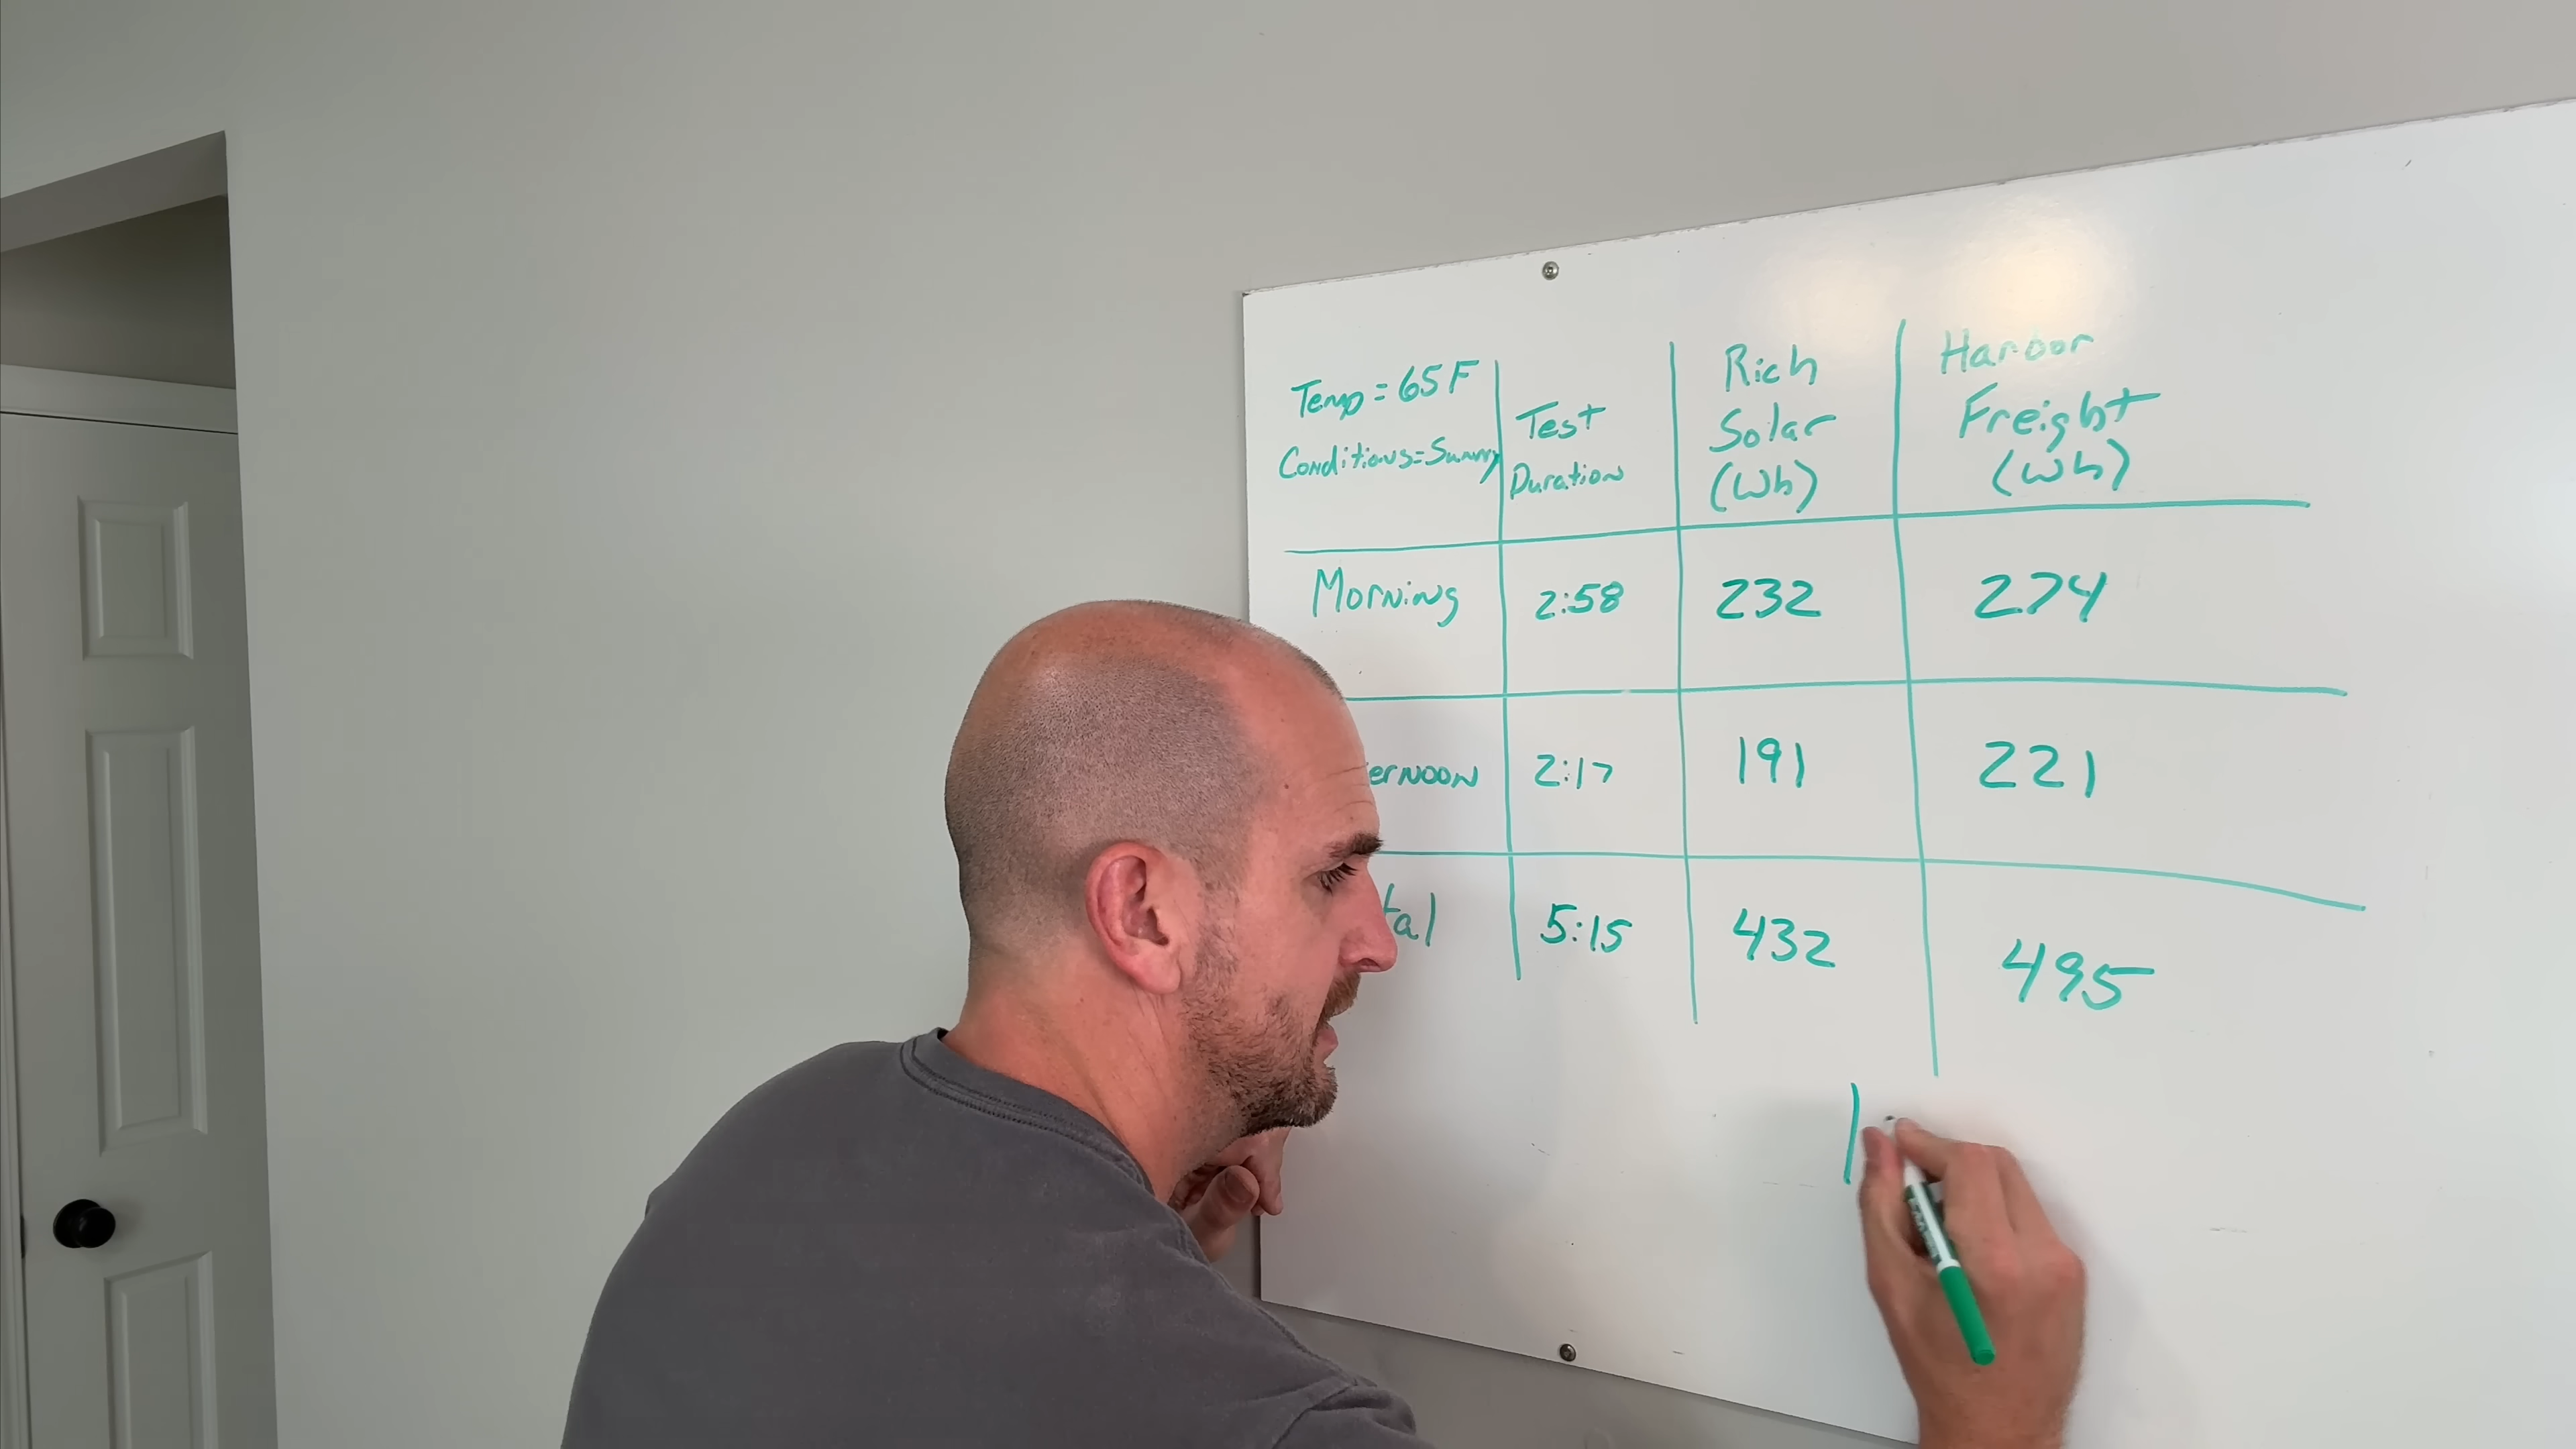 Temp = 65 F
Conditions = Sunny
Test
Duration
Rich
Solar
(Wh)
Harbor
Freight
(Wh)
Morning 2:58 232 274
ernoon 2:17 191 221
tal 5:15 432 495